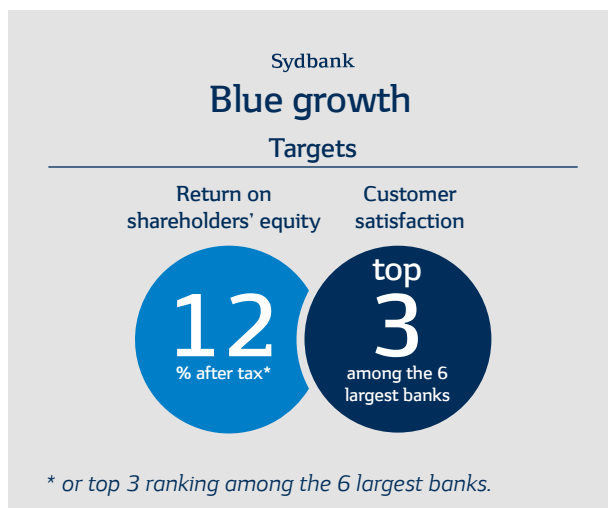 Sydbank
Blue growth
Targets
Return on
shareholders' equity
12
% after tax*
Customer
satisfaction
top
3
among the 6
largest banks
* or top 3 ranking among the 6 largest banks.